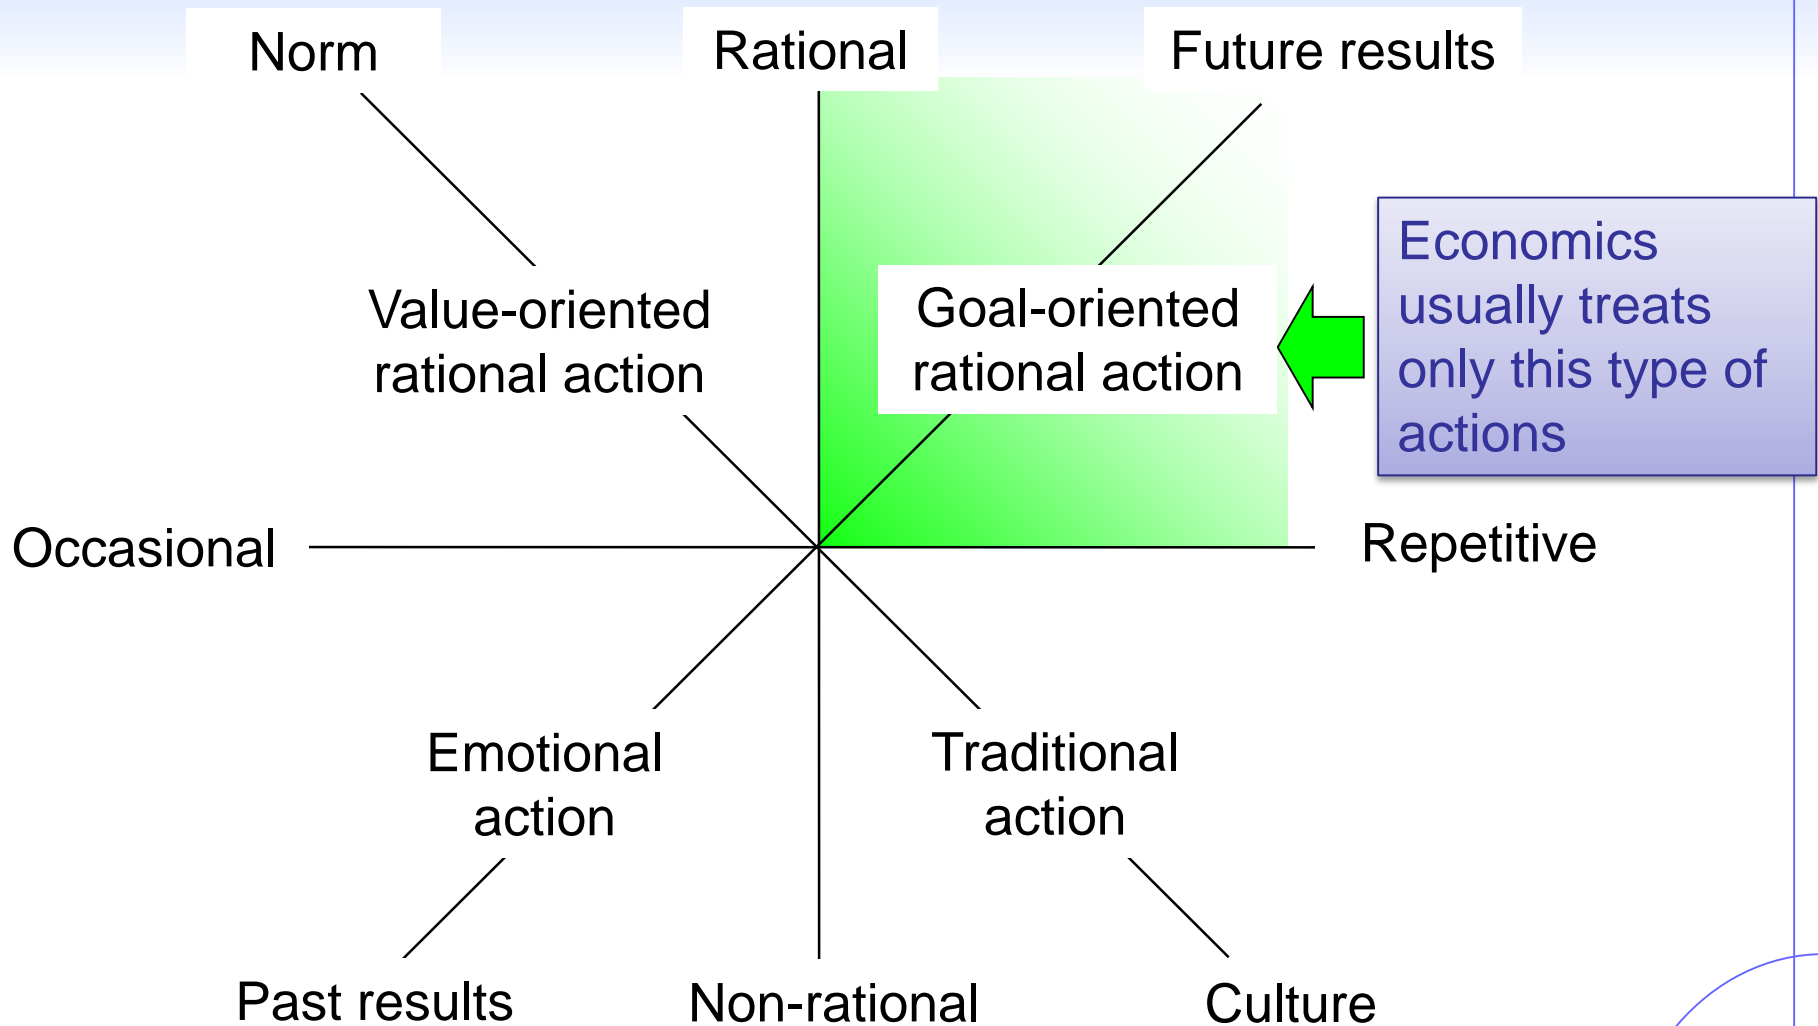 Norm
Rational
Future results
Value-oriented
rational action
Goal-oriented
rational action
Economics
usually treats
only this type of
actions
Occasional
Repetitive
Emotional
action
Traditional
action
Past results
Non-rational
Culture